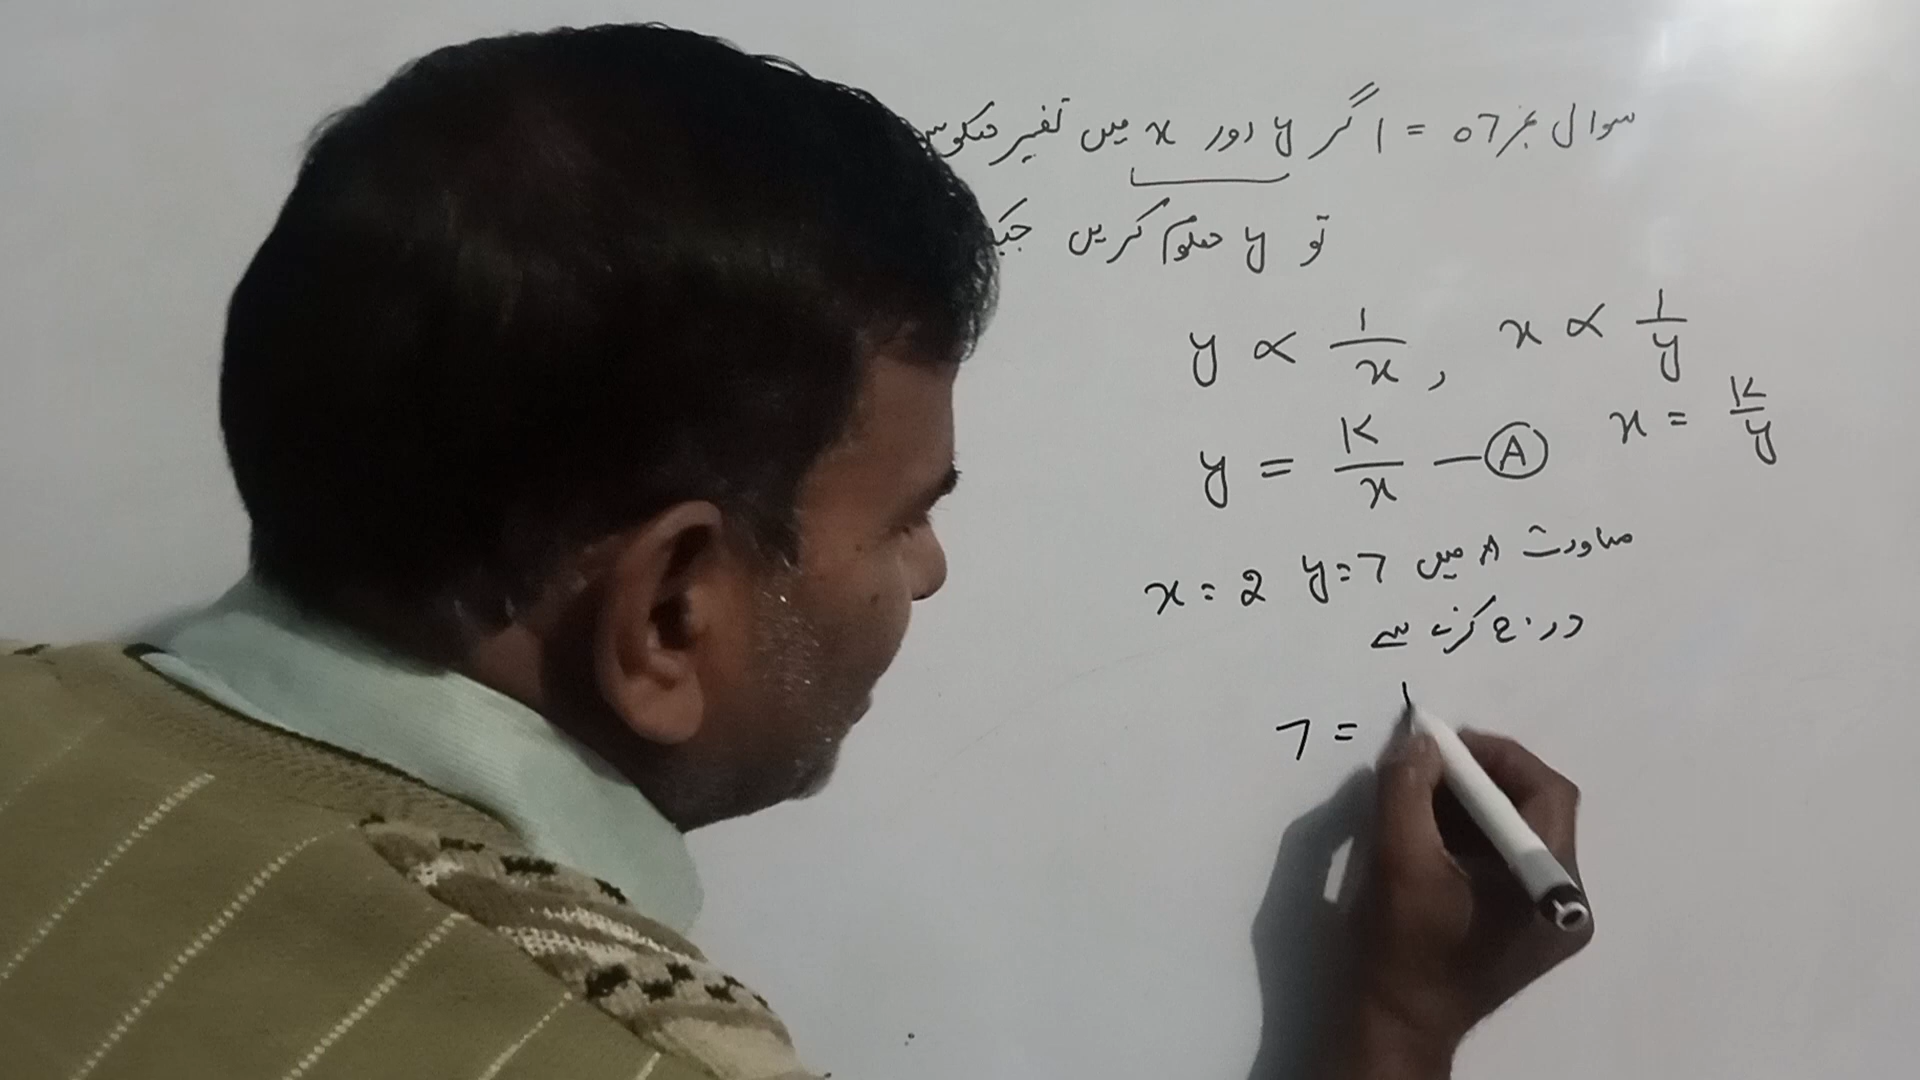 سوال نمبر 07 = اگر y اور x میں تغیر معکوس
تو y معلوم کریں جبکہ
y ∝ 1/x , x ∝ 1/y
y = K/x — Ⓐ x = K/y
مساوات A میں y = 7 x = 2
درج کرنے سے
7 =